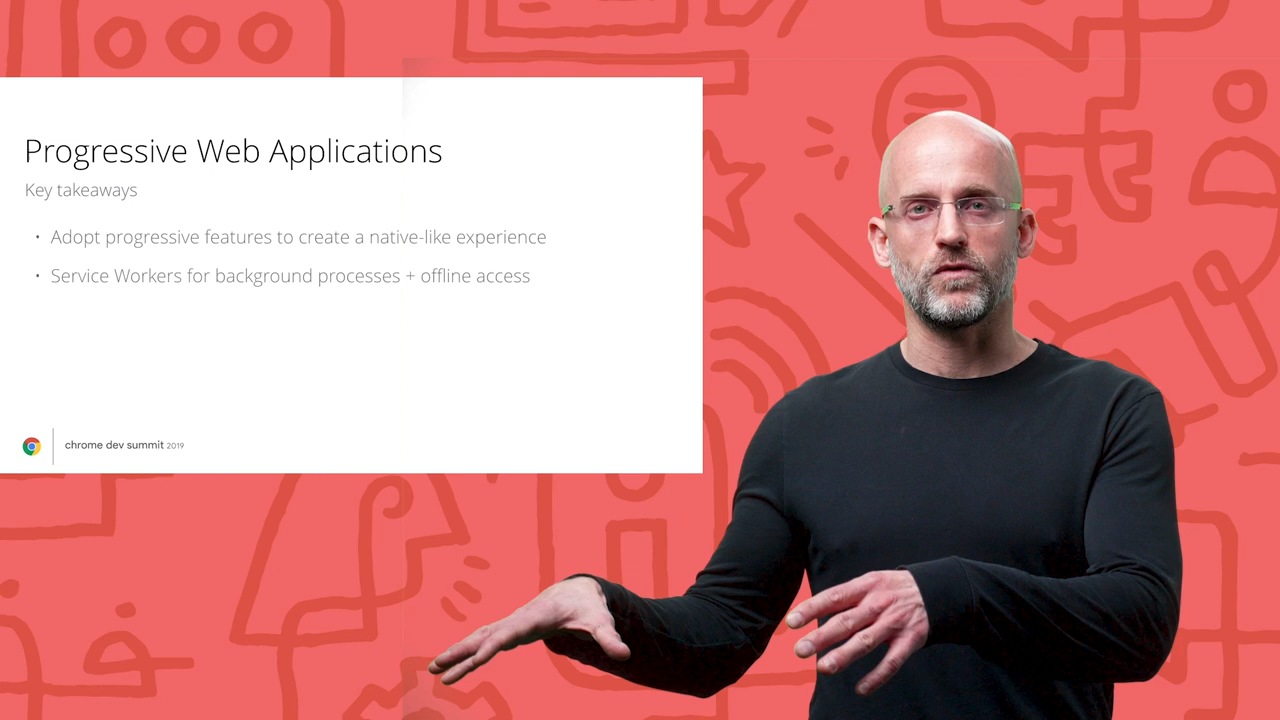 Progressive Web Applications
Key takeaways
• Adopt progressive features to create a native-like experience
• Service Workers for background processes + offline access
chrome dev summit 2019